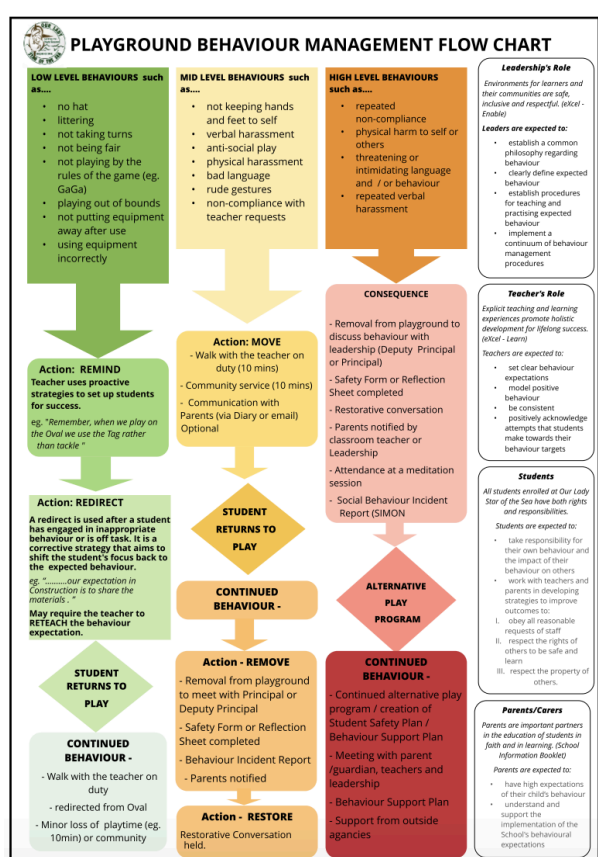 PLAYGROUND BEHAVIOUR MANAGEMENT FLOW CHART
LOW LEVEL BEHAVIOURS such
as....
• no hat
• littering
• not taking turns
• not being fair
• not playing by the
rules of the game (eg.
GaGa)
• playing out of bounds
• not putting equipment
away after use
• using equipment
incorrectly
Action: REMIND
Teacher uses proactive
strategies to set up students
for success.
eg. "Remember, when we play on
the Oval we use the Tag rather
than tackle "
Action: REDIRECT
A redirect is used after a student
has engaged in inappropriate
behaviour or is off task. It is a
corrective strategy that aims to
shift the student's focus back to
the expected behaviour.
eg. ".........our expectation in
Construction is to share the
materials . "
May require the teacher to
RETEACH the behaviour
expectation.
STUDENT
RETURNS TO
PLAY
CONTINUED
BEHAVIOUR -
- Walk with the teacher on
duty
- redirected from Oval
- Minor loss of playtime (eg.
10min) or community
MID LEVEL BEHAVIOURS such
as....
• not keeping hands
and feet to self
• verbal harassment
• anti-social play
• physical harassment
• bad language
• rude gestures
• non-compliance with
teacher requests
Action: MOVE
- Walk with the teacher on
duty (10 mins)
- Community service (10 mins)
- Communication with
Parents (via Diary or email)
Optional
STUDENT
RETURNS TO
PLAY
CONTINUED
BEHAVIOUR -
Action - REMOVE
- Removal from playground
to meet with Principal or
Deputy Principal
- Safety Form or Reflection
Sheet completed
- Behaviour Incident Report
- Parents notified
Action - RESTORE
Restorative Conversation
held.
HIGH LEVEL BEHAVIOURS
such as....
• repeated
non-compliance
• physical harm to self or
others
• threatening or
intimidating language
and / or behaviour
• repeated verbal
harassment
CONSEQUENCE
- Removal from playground to
discuss behaviour with
leadership (Deputy Principal
or Principal)
- Safety Form or Reflection
Sheet completed
- Restorative conversation
- Parents notified by
classroom teacher or
Leadership
- Attendance at a meditation
session
- Social Behaviour Incident
Report (SIMON
ALTERNATIVE
PLAY
PROGRAM
CONTINUED
BEHAVIOUR -
- Continued alternative play
program / creation of
Student Safety Plan /
Behaviour Support Plan
- Meeting with parent
/guardian, teachers and
leadership
- Behaviour Support Plan
- Support from outside
agencies
Leadership's Role
Environments for learners and
their communities are safe,
inclusive and respectful. (eXcel -
Enable)
Leaders are expected to:
• establish a common
philosophy regarding
behaviour
• clearly define expected
behaviour
• establish procedures
for teaching and
practising expected
behaviour
• implement a
continuum of behaviour
management
procedures
Teacher's Role
Explicit teaching and learning
experiences promote holistic
development for lifelong success.
(eXcel - Learn)
Teachers are expected to:
• set clear behaviour
expectations
• model positive
behaviour
• be consistent
• positively acknowledge
attempts that students
make towards their
behaviour targets
Students
All students enrolled at Our Lady
Star of the Sea have both rights
and responsibilities.
Students are expected to:
• take responsibility for
their own behaviour and
the impact of their
behaviour on others
• work with teachers and
parents in developing
strategies to improve
outcomes to:
I. obey all reasonable
requests of staff
II. respect the rights of
others to be safe and
learn
III. respect the property of
others.
Parents/Carers
Parents are important partners
in the education of students in
faith and in learning. (School
Information Booklet)
Parents are expected to:
• have high expectations
of their child's behaviour
• understand and
support the
implementation of the
School's behavioural
expectations